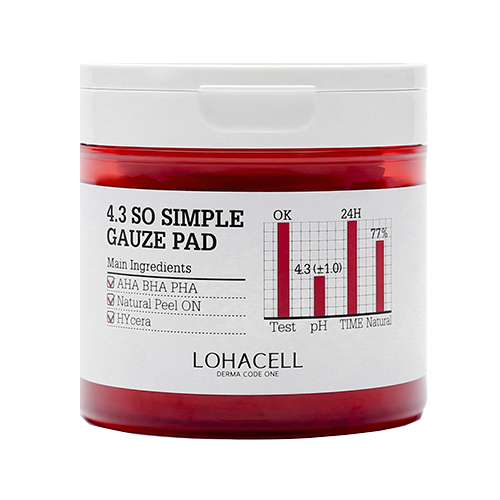 4.3 SO SIMPLE
GAUZE PAD
Main Ingredients
AHA BHA PHA
Natural Peel ON
HYcera
OK
24H
77%
4.3 (±1.0)
Test pH TIME Natural
LOHACELL
DERMA CODE ONE